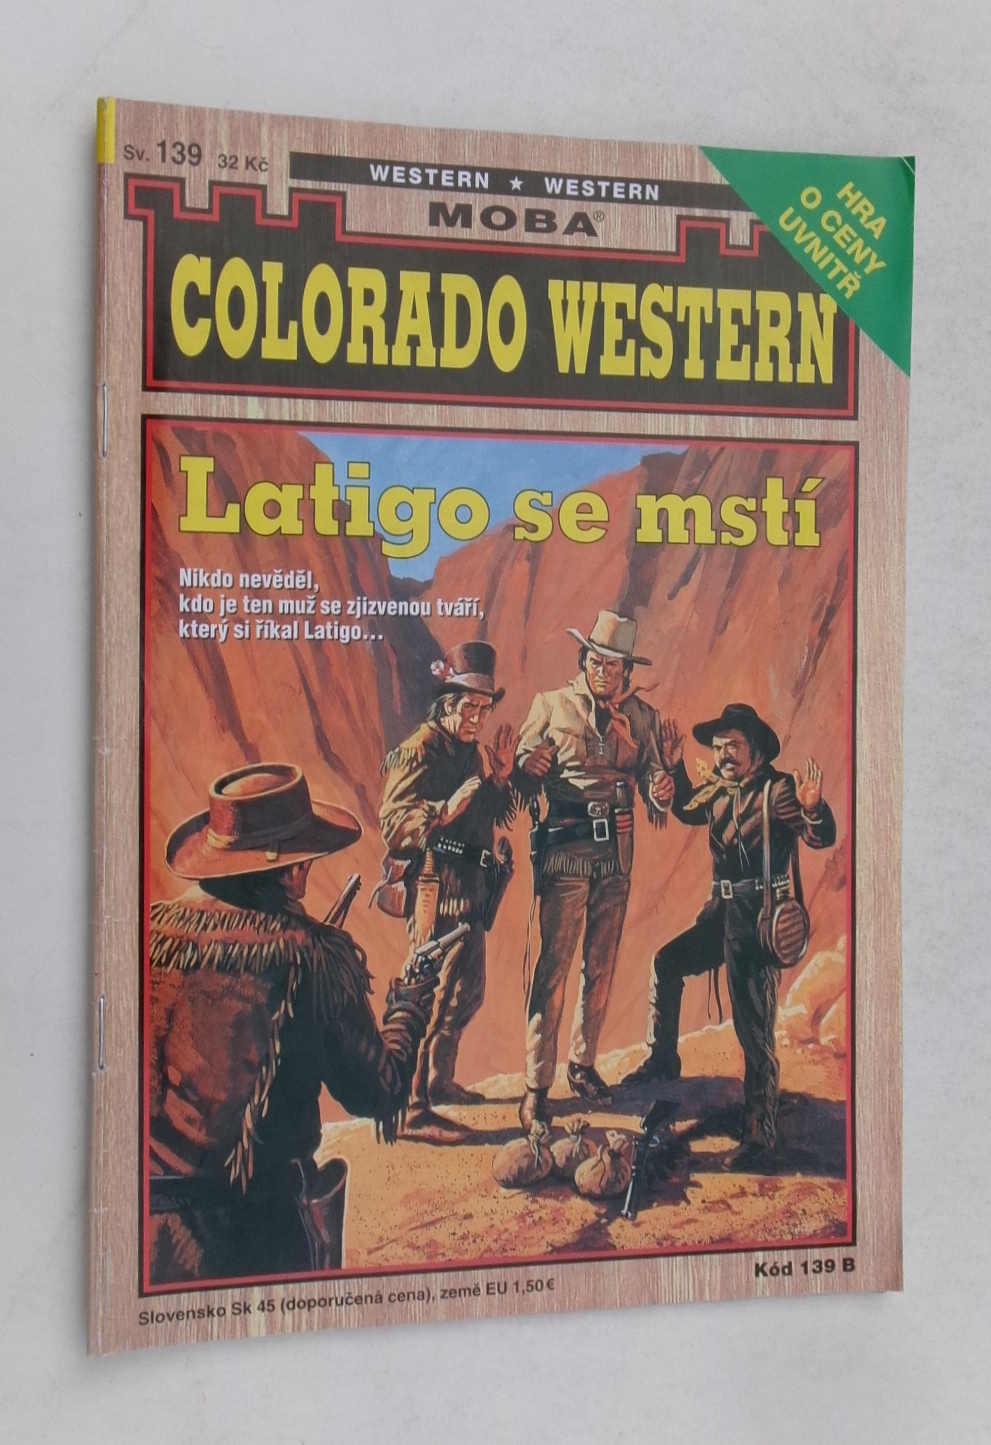 Sv. 139 32 Kč
WESTERN ★ WESTERN
MOBA®
HRA
O CENY
UVNITŘ
COLORADO WESTERN
Latigo se mstí
Nikdo nevěděl,
kdo je ten muž se zjizvenou tváří,
který si říkal Latigo...
Kód 139 B
Slovensko Sk 45 (doporučená cena), země EU 1,50 €